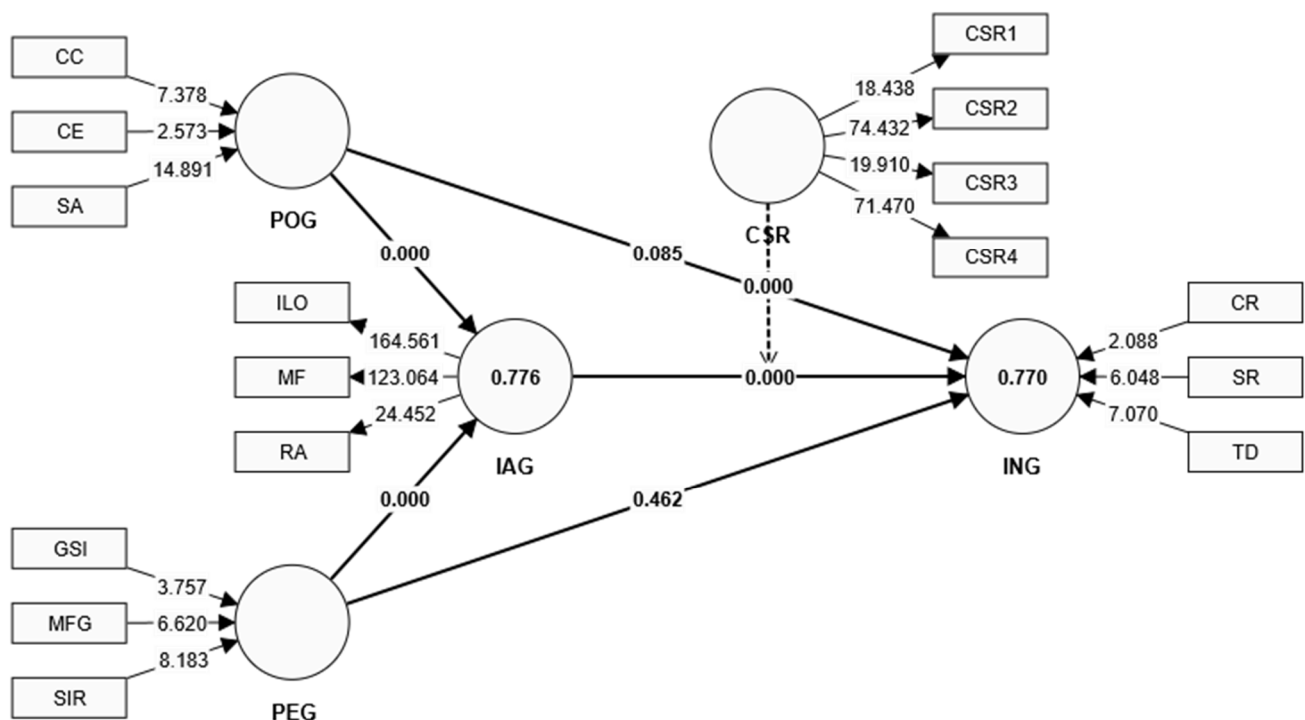 CC
7.378
CE
2.573
SA
14.891
POG
CSR1
18.438
CSR2
74.432
CSR3
19.910
CSR4
71.470
CSR
0.000
0.085
0.000
ILO
164.561
MF
123.064
RA
24.452
0.776
IAG
0.000
0.770
ING
CR
2.088
SR
6.048
TD
7.070
0.000
0.462
GSI
3.757
MFG
6.620
SIR
8.183
PEG